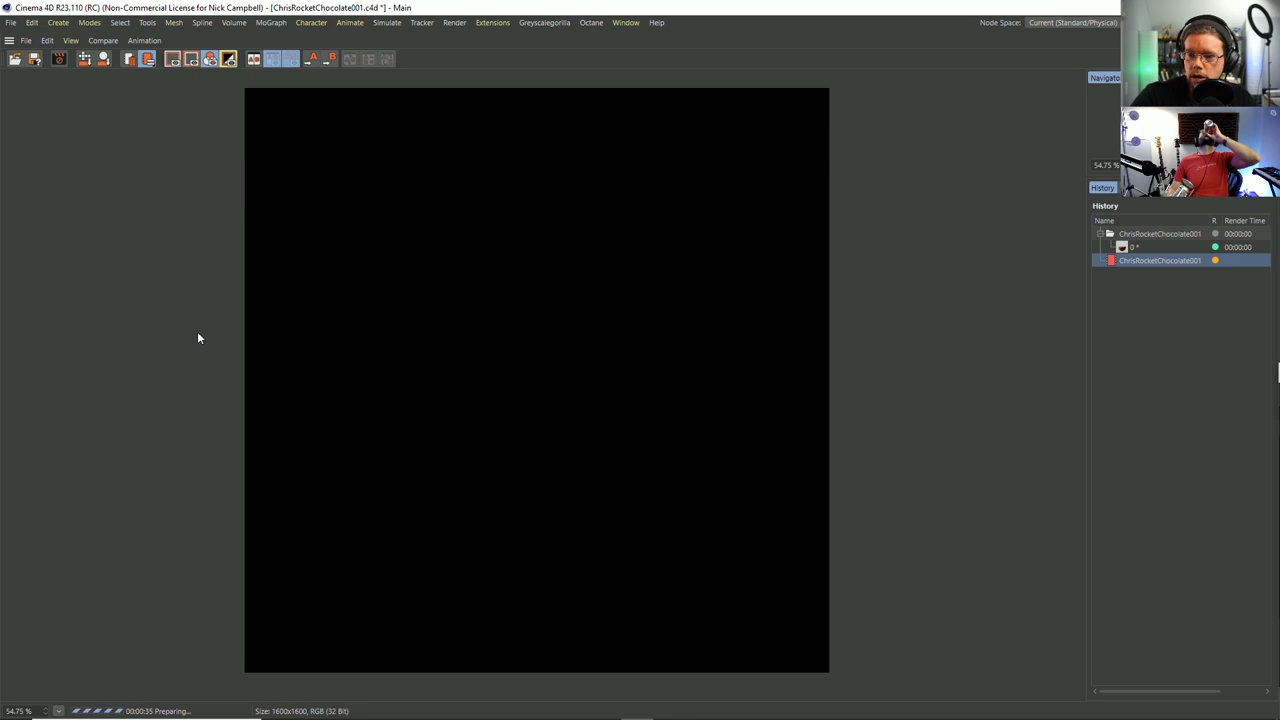 Cinema 4D R23.110 (RC) (Non-Commercial License for Nick Campbell) - [ChrisRocketChocolate001.c4d *] - Main
File Edit Create Modes Select Tools Mesh Spline Volume MoGraph Character Animate Simulate Tracker Render Extensions Greyscalegorilla Octane Window Help Node Space: Current (Standard/Physical)
File Edit View Compare Animation
Navigato
54.75 %
History
History
Name R Render Time
ChrisRocketChocolate001 00:00:00
0 * 00:00:00
ChrisRocketChocolate001
54.75 % 00:00:35 Preparing... Size: 1600x1600, RGB (32 Bit)